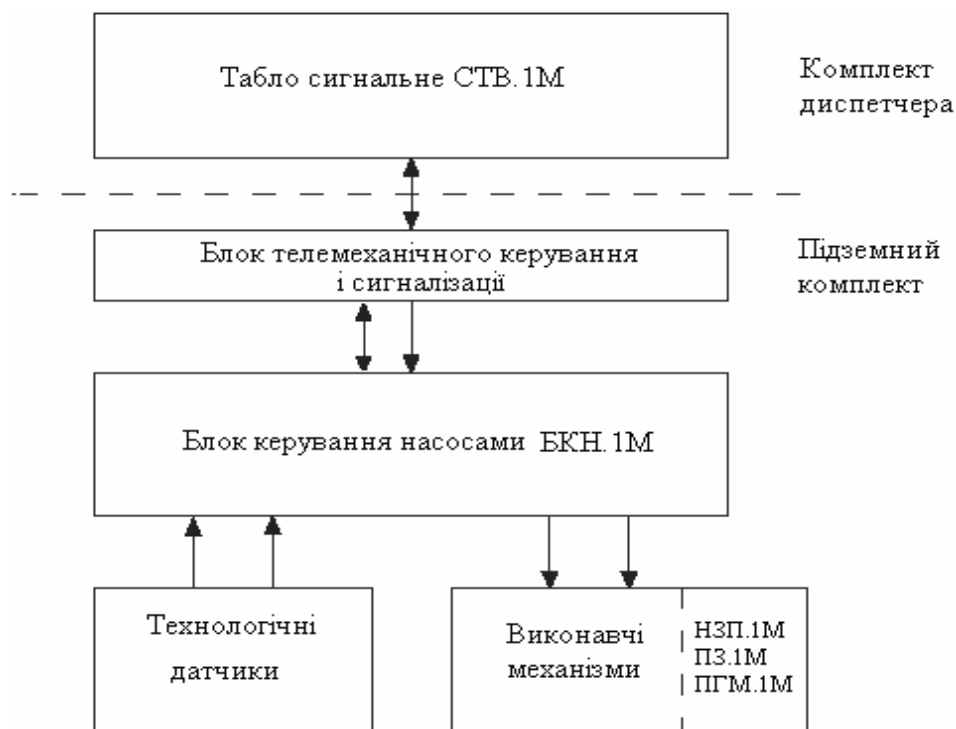 Табло сигнальне СТВ.1М
Комплект
диспетчера
Блок телемеханічного керування
і сигналізації
Підземний
комплект
Блок керування насосами БКН.1М
Технологічні
датчики
Виконавчі
механізми
НЗП.1М
ПЗ.1М
ПГМ.1М